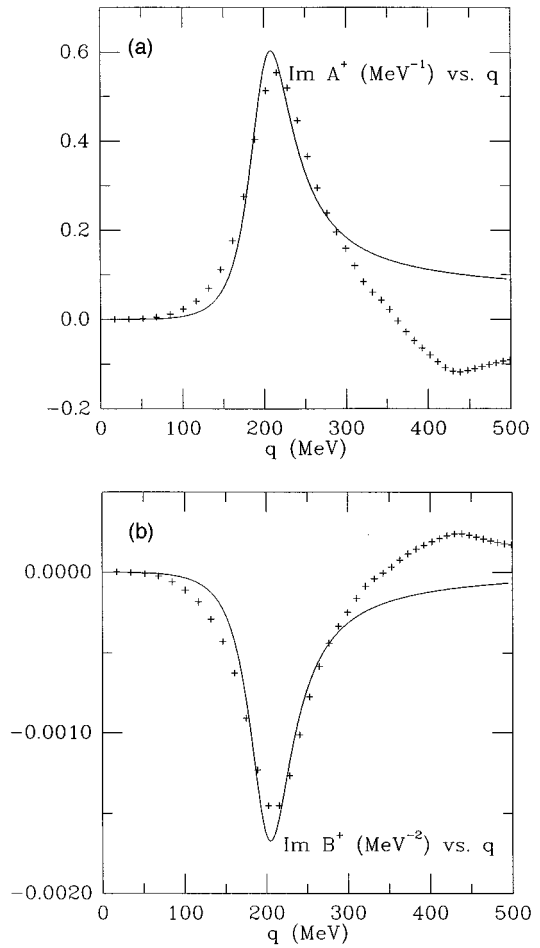 (a)
Im A⁺ (MeV⁻¹) vs. q
0.6
0.4
0.2
0.0
-0.2
0 100 200 300 400 500
q (MeV)
(b)
0.0000
-0.0010
-0.0020
Im B⁺ (MeV⁻²) vs. q
0 100 200 300 400 500
q (MeV)